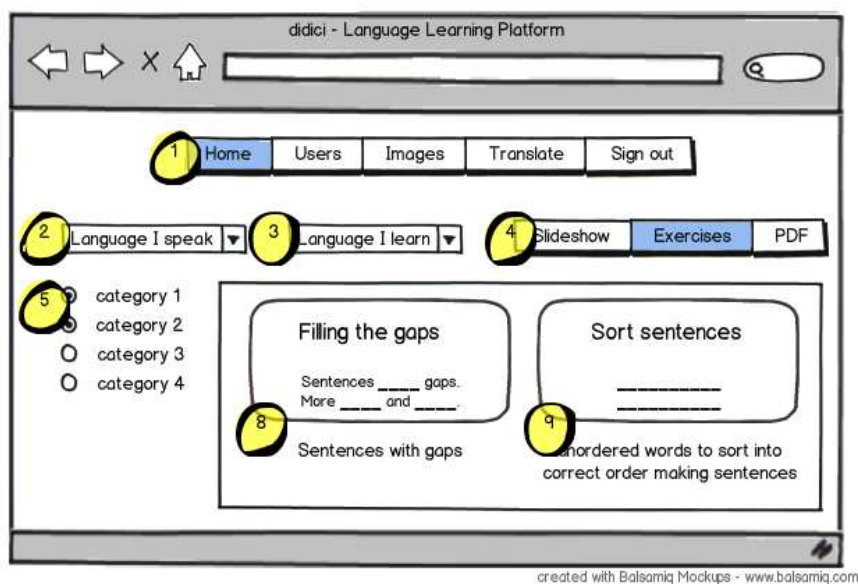 didici - Language Learning Platform
1 Home Users Images Translate Sign out
2 Language I speak 3 Language I learn 4 Slideshow Exercises PDF
5 category 1
category 2
category 3
category 4
Filling the gaps
Sentences ____ gaps.
More ____ and ____.
8
Sentences with gaps
Sort sentences
__________
__________
9
unordered words to sort into
correct order making sentences
created with Balsamiq Mockups - www.balsamiq.com